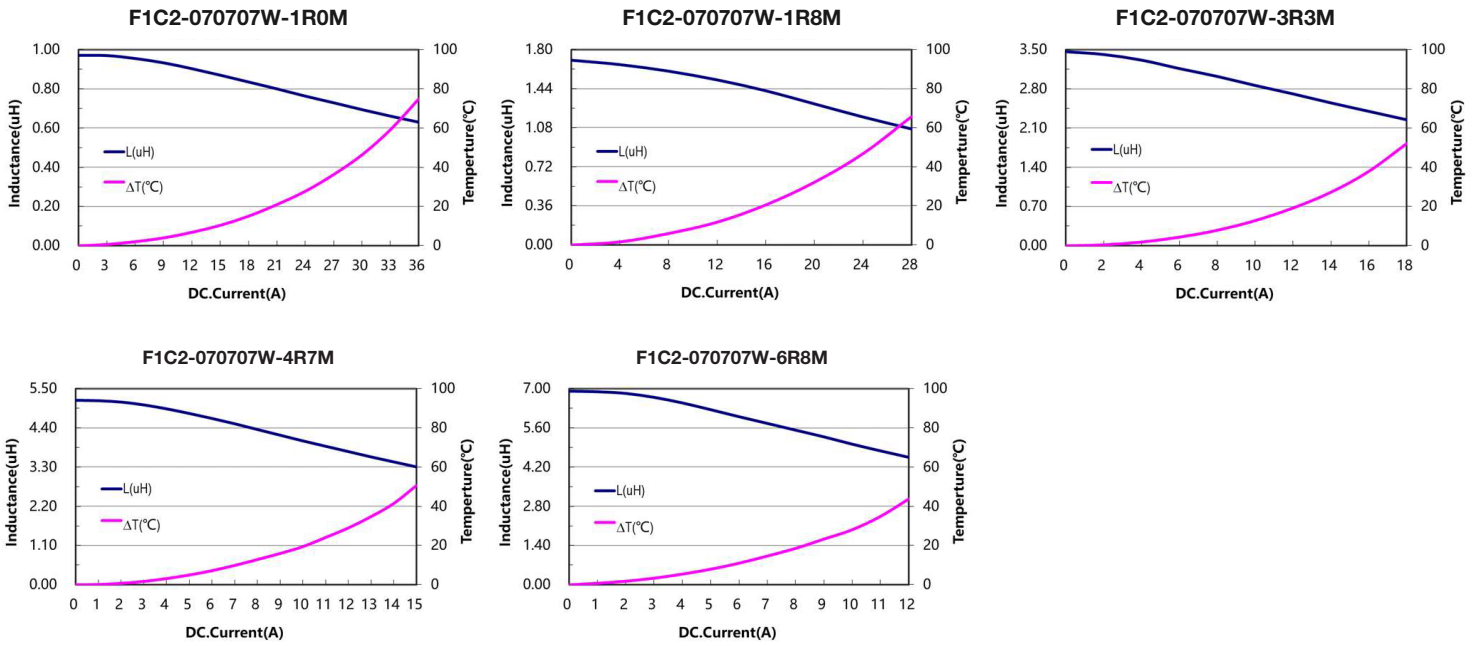 F1C2-070707W-1R0M
1.00
0.80
0.60
0.40
0.20
0.00
Inductance(uH)
L(uH)
ΔT(℃)
100
80
60
40
20
0
Temperture(℃)
0 3 6 9 12 15 18 21 24 27 30 33 36
DC.Current(A)
F1C2-070707W-1R8M
1.80
1.44
1.08
0.72
0.36
0.00
Inductance(uH)
L(uH)
ΔT(℃)
100
80
60
40
20
0
Temperture(℃)
0 4 8 12 16 20 24 28
DC.Current(A)
F1C2-070707W-3R3M
3.50
2.80
2.10
1.40
0.70
0.00
Inductance(uH)
L(uH)
ΔT(℃)
100
80
60
40
20
0
Temperture(℃)
0 2 4 6 8 10 12 14 16 18
DC.Current(A)
F1C2-070707W-4R7M
5.50
4.40
3.30
2.20
1.10
0.00
Inductance(uH)
L(uH)
ΔT(℃)
100
80
60
40
20
0
Temperture(℃)
0 1 2 3 4 5 6 7 8 9 10 11 12 13 14 15
DC.Current(A)
F1C2-070707W-6R8M
7.00
5.60
4.20
2.80
1.40
0.00
Inductance(uH)
L(uH)
ΔT(℃)
100
80
60
40
20
0
Temperture(℃)
0 1 2 3 4 5 6 7 8 9 10 11 12
DC.Current(A)